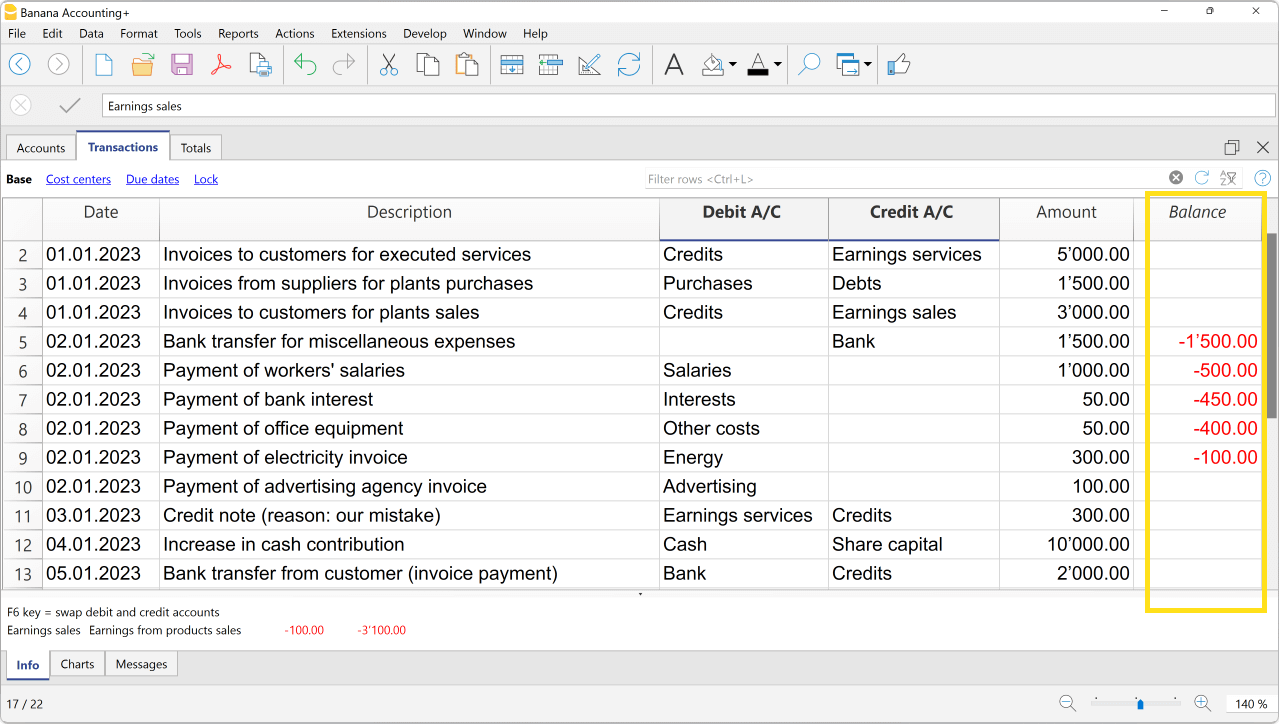 Banana Accounting+
File Edit Data Format Tools Reports Actions Extensions Develop Window Help
Earnings sales
Accounts Transactions Totals
Base Cost centers Due dates Lock Filter rows <Ctrl+L>
Date Description Debit A/C Credit A/C Amount Balance
2 01.01.2023 Invoices to customers for executed services Credits Earnings services 5’000.00
3 01.01.2023 Invoices from suppliers for plants purchases Purchases Debts 1’500.00
4 01.01.2023 Invoices to customers for plants sales Credits Earnings sales 3’000.00
5 02.01.2023 Bank transfer for miscellaneous expenses Bank 1’500.00 -1’500.00
6 02.01.2023 Payment of workers' salaries Salaries 1’000.00 -500.00
7 02.01.2023 Payment of bank interest Interests 50.00 -450.00
8 02.01.2023 Payment of office equipment Other costs 50.00 -400.00
9 02.01.2023 Payment of electricity invoice Energy 300.00 -100.00
10 02.01.2023 Payment of advertising agency invoice Advertising 100.00
11 03.01.2023 Credit note (reason: our mistake) Earnings services Credits 300.00
12 04.01.2023 Increase in cash contribution Cash Share capital 10’000.00
13 05.01.2023 Bank transfer from customer (invoice payment) Bank Credits 2’000.00
F6 key = swap debit and credit accounts
Earnings sales Earnings from products sales -100.00 -3’100.00
Info Charts Messages
17 / 22 140 %